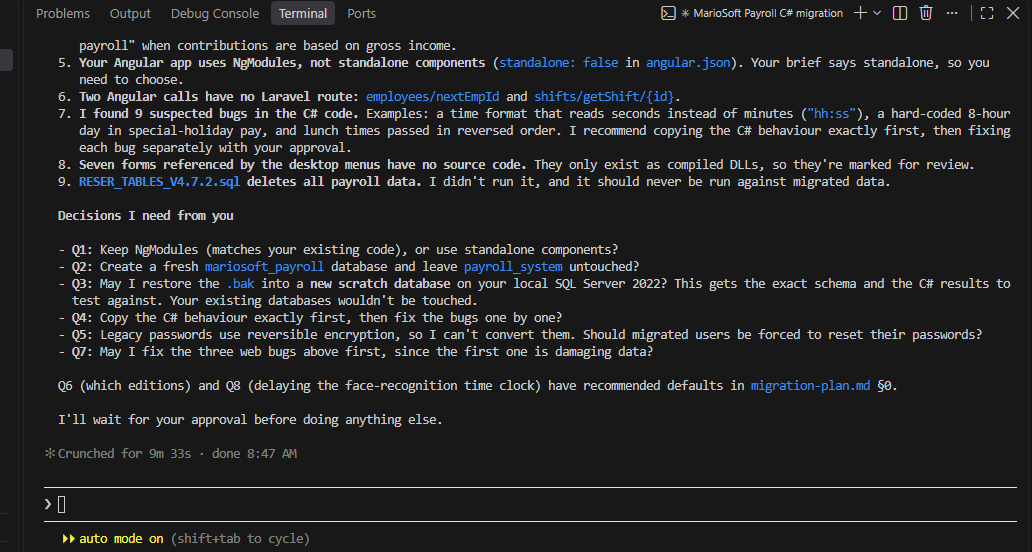 Problems Output Debug Console Terminal Ports MarioSoft Payroll C# migration
payroll" when contributions are based on gross income.
5. Your Angular app uses NgModules, not standalone components (standalone: false in angular.json). Your brief says standalone, so you
need to choose.
6. Two Angular calls have no Laravel route: employees/nextEmpId and shifts/getShift/{id}.
7. I found 9 suspected bugs in the C# code. Examples: a time format that reads seconds instead of minutes ("hh:ss"), a hard-coded 8-hour
day in special-holiday pay, and lunch times passed in reversed order. I recommend copying the C# behaviour exactly first, then fixing
each bug separately with your approval.
8. Seven forms referenced by the desktop menus have no source code. They only exist as compiled DLLs, so they're marked for review.
9. RESER_TABLES_V4.7.2.sql deletes all payroll data. I didn't run it, and it should never be run against migrated data.
Decisions I need from you
- Q1: Keep NgModules (matches your existing code), or use standalone components?
- Q2: Create a fresh mariosoft_payroll database and leave payroll_system untouched?
- Q3: May I restore the .bak into a new scratch database on your local SQL Server 2022? This gets the exact schema and the C# results to
test against. Your existing databases wouldn't be touched.
- Q4: Copy the C# behaviour exactly first, then fix the bugs one by one?
- Q5: Legacy passwords use reversible encryption, so I can't convert them. Should migrated users be forced to reset their passwords?
- Q7: May I fix the three web bugs above first, since the first one is damaging data?
Q6 (which editions) and Q8 (delaying the face-recognition time clock) have recommended defaults in migration-plan.md §0.
I'll wait for your approval before doing anything else.
✻ Crunched for 9m 33s · done 8:47 AM
❯
⏵⏵ auto mode on (shift+tab to cycle)